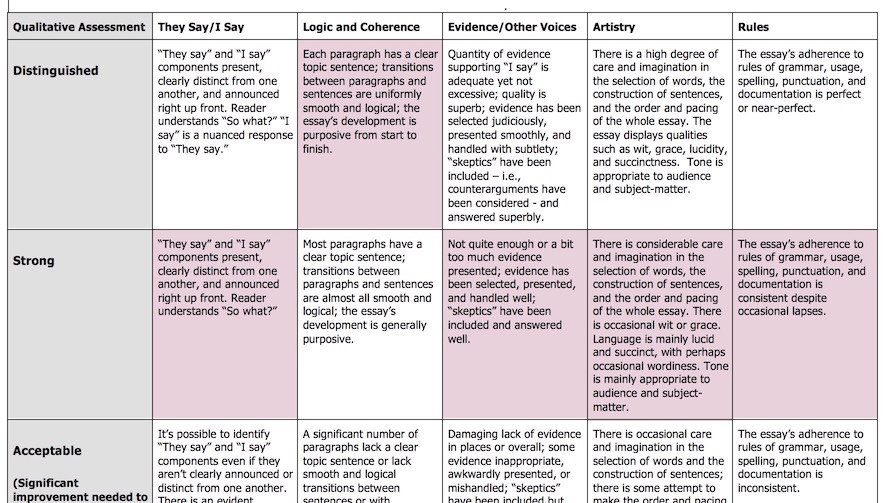 Qualitative Assessment
They Say/I Say
Logic and Coherence
Evidence/Other Voices
Artistry
Rules
Distinguished
“They say” and “I say”
components present,
clearly distinct from one
another, and announced
right up front. Reader
understands “So what?” “I
say” is a nuanced response
to “They say.”
Each paragraph has a clear
topic sentence; transitions
between paragraphs and
sentences are uniformly
smooth and logical; the
essay’s development is
purposive from start to
finish.
Quantity of evidence
supporting “I say” is
adequate yet not
excessive; quality is
superb; evidence has been
selected judiciously,
presented smoothly, and
handled with subtlety;
“skeptics” have been
included – i.e.,
counterarguments have
been considered - and
answered superbly.
There is a high degree of
care and imagination in
the selection of words, the
construction of sentences,
and the order and pacing
of the whole essay. The
essay displays qualities
such as wit, grace, lucidity,
and succinctness.  Tone is
appropriate to audience
and subject-matter.
The essay’s adherence to
rules of grammar, usage,
spelling, punctuation, and
documentation is perfect
or near-perfect.
Strong
“They say” and “I say”
components present,
clearly distinct from one
another, and announced
right up front. Reader
understands “So what?”
Most paragraphs have a
clear topic sentence;
transitions between
paragraphs and sentences
are almost all smooth and
logical; the essay’s
development is generally
purposive.
Not quite enough or a bit
too much evidence
presented; evidence has
been selected, presented,
and handled well;
“skeptics” have been
included and answered
well.
There is considerable care
and imagination in the
selection of words, the
construction of sentences,
and the order and pacing
of the whole essay. There
is occasional wit or grace.
Language is mainly lucid
and succinct, with perhaps
occasional wordiness. Tone
is mainly appropriate to
audience and subject-
matter.
The essay’s adherence to
rules of grammar, usage,
spelling, punctuation, and
documentation is
consistent despite
occasional lapses.
Acceptable
(Significant
improvement needed to
It’s possible to identify
“They say” and “I say”
components even if they
aren’t clearly announced or
distinct from one another.
There is an evident
A significant number of
paragraphs lack a clear
topic sentence or lack
smooth and logical
transitions between
sentences or with
Damaging lack of evidence
in places or overall; some
evidence inappropriate,
awkwardly presented, or
mishandled; “skeptics”
have been included but
There is occasional care
and imagination in the
selection of words and the
construction of sentences;
there is some attempt to
make the order and pacing
The essay’s adherence to
rules of grammar, usage,
spelling, punctuation, and
documentation is
inconsistent.